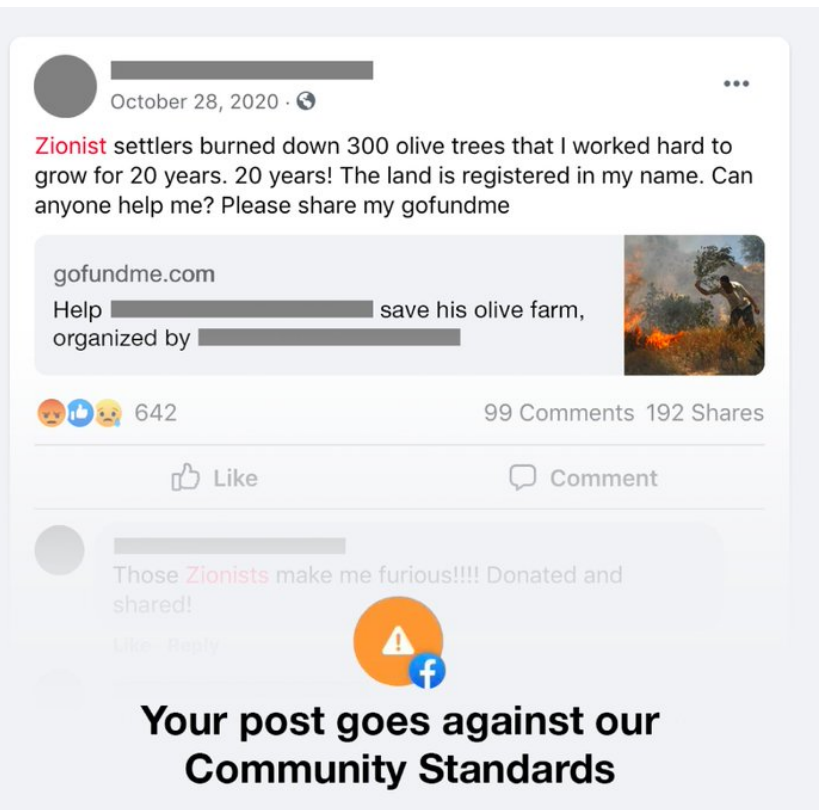 October 28, 2020 ·
Zionist settlers burned down 300 olive trees that I worked hard to
grow for 20 years. 20 years! The land is registered in my name. Can
anyone help me? Please share my gofundme
gofundme.com
Help save his olive farm,
organized by
642
99 Comments 192 Shares
Like
Comment
Those Zionists make me furious!!!! Donated and
shared!
Like Reply
Your post goes against our
Community Standards